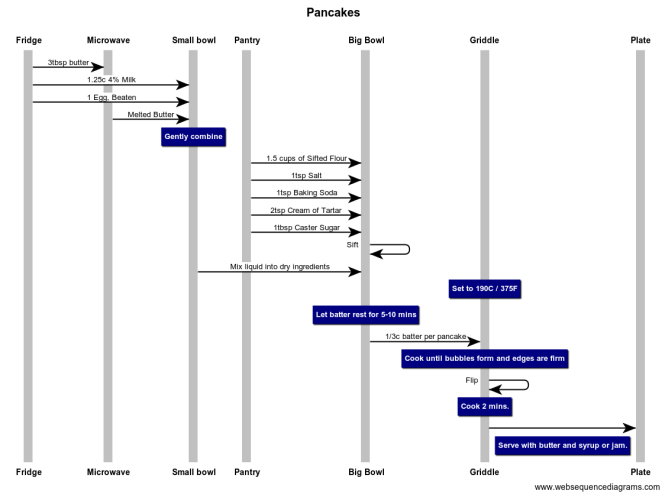 Pancakes
Fridge Microwave Small bowl Pantry Big Bowl Griddle Plate
3tbsp butter
1.25c 4% Milk
1 Egg, Beaten
Melted Butter
Gently combine
1.5 cups of Sifted Flour
1tsp Salt
1tsp Baking Soda
2tsp Cream of Tartar
1tbsp Caster Sugar
Sift
Mix liquid into dry ingredients
Set to 190C / 375F
Let batter rest for 5-10 mins
1/3c batter per pancake
Cook until bubbles form and edges are firm
Flip
Cook 2 mins.
Serve with butter and syrup or jam.
Fridge Microwave Small bowl Pantry Big Bowl Griddle Plate
www.websequencediagrams.com